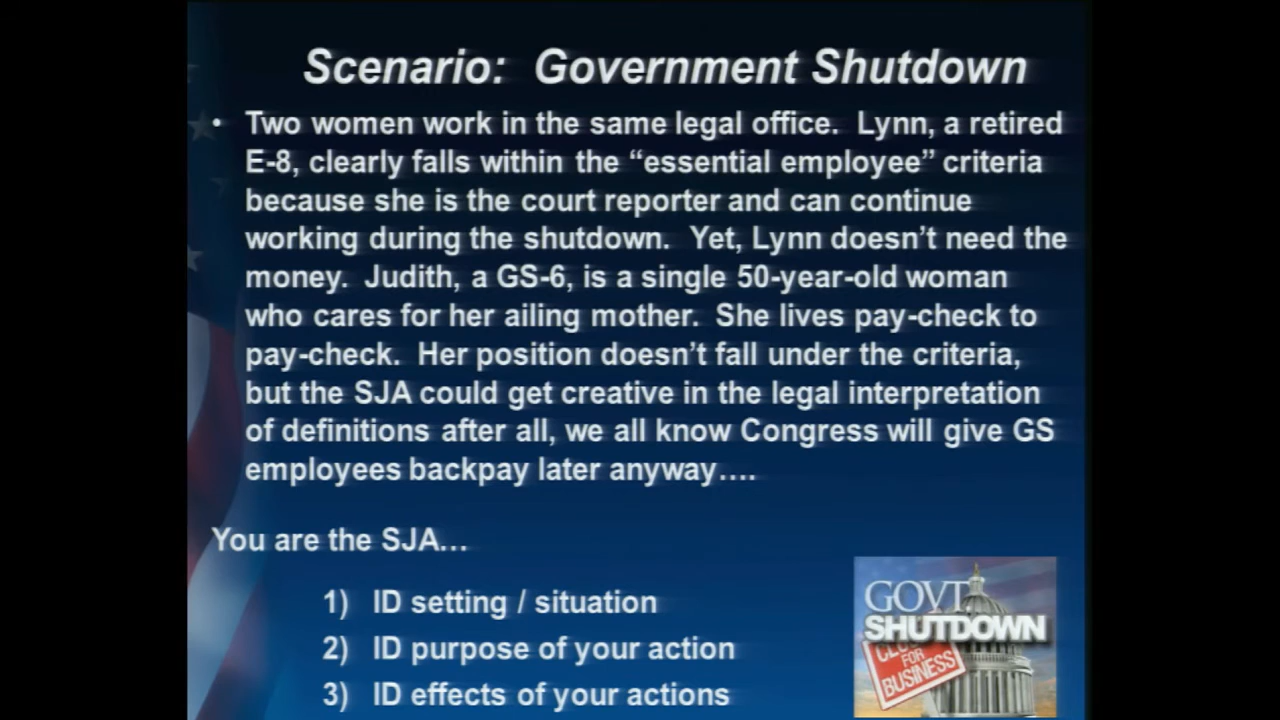 Scenario: Government Shutdown
• Two women work in the same legal office. Lynn, a retired
E-8, clearly falls within the “essential employee” criteria
because she is the court reporter and can continue
working during the shutdown. Yet, Lynn doesn’t need the
money. Judith, a GS-6, is a single 50-year-old woman
who cares for her ailing mother. She lives pay-check to
pay-check. Her position doesn’t fall under the criteria,
but the SJA could get creative in the legal interpretation
of definitions after all, we all know Congress will give GS
employees backpay later anyway….
You are the SJA…
1) ID setting / situation
2) ID purpose of your action
3) ID effects of your actions
GOVT
SHUTDOWN
FOR
BUSINESS